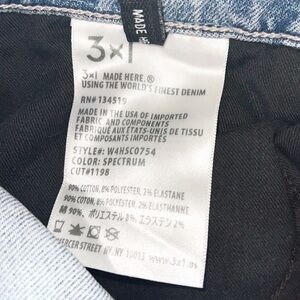 MADE HE
3×1
3×1 MADE HERE.®
USING THE WORLD'S FINEST DENIM
RN# 134519
MADE IN THE USA OF IMPORTED
FABRIC AND COMPONENTS
FABRIQUÉ AUX ÉTATS-UNIS DE TISSU
ET COMPOSANTS IMPORTÉS
STYLE#: W4HSC0754
COLOR: SPECTRUM
CUT#1198
90% COTTON, 8% POLYESTER, 2% ELASTANE
90% COTON, 8% POLYESTER, 2% ELASTHANNE
綿 90%, ポリエステル 8%, エラステン 2%
MERCER STREET NY, NY 10013 www.3x1.us